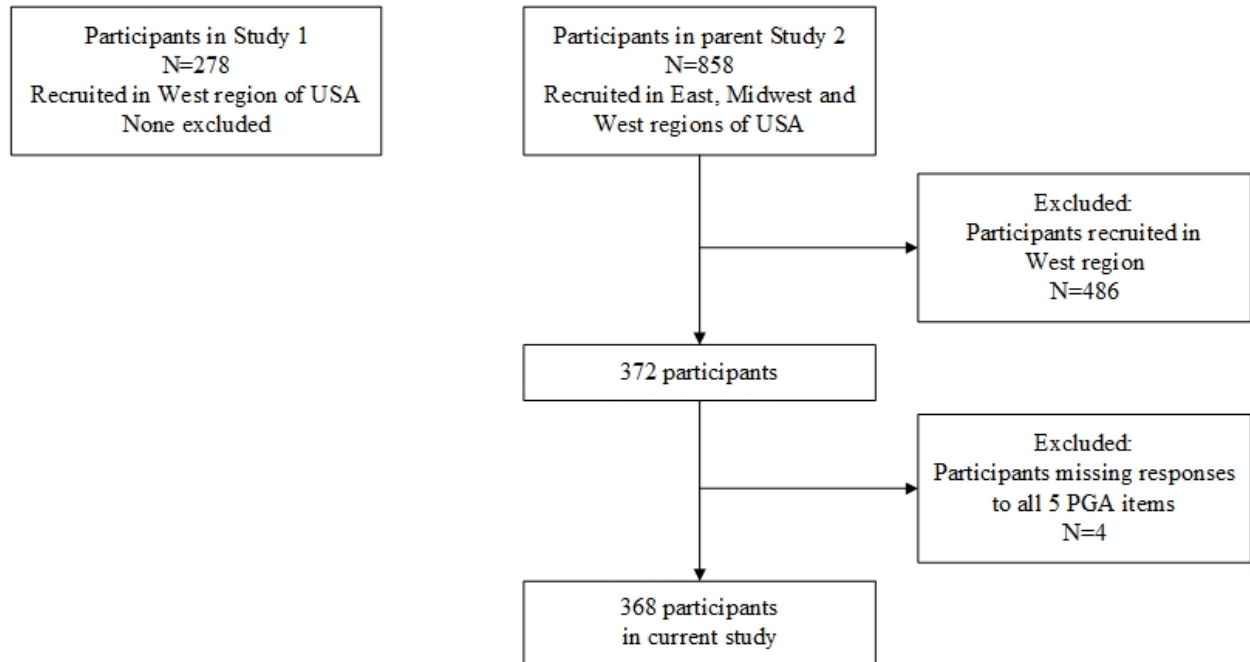 Participants in Study 1
N=278
Recruited in West region of USA
None excluded
Participants in parent Study 2
N=858
Recruited in East, Midwest and
West regions of USA
Excluded:
Participants recruited in
West region
N=486
372 participants
Excluded:
Participants missing responses
to all 5 PGA items
N=4
368 participants
in current study